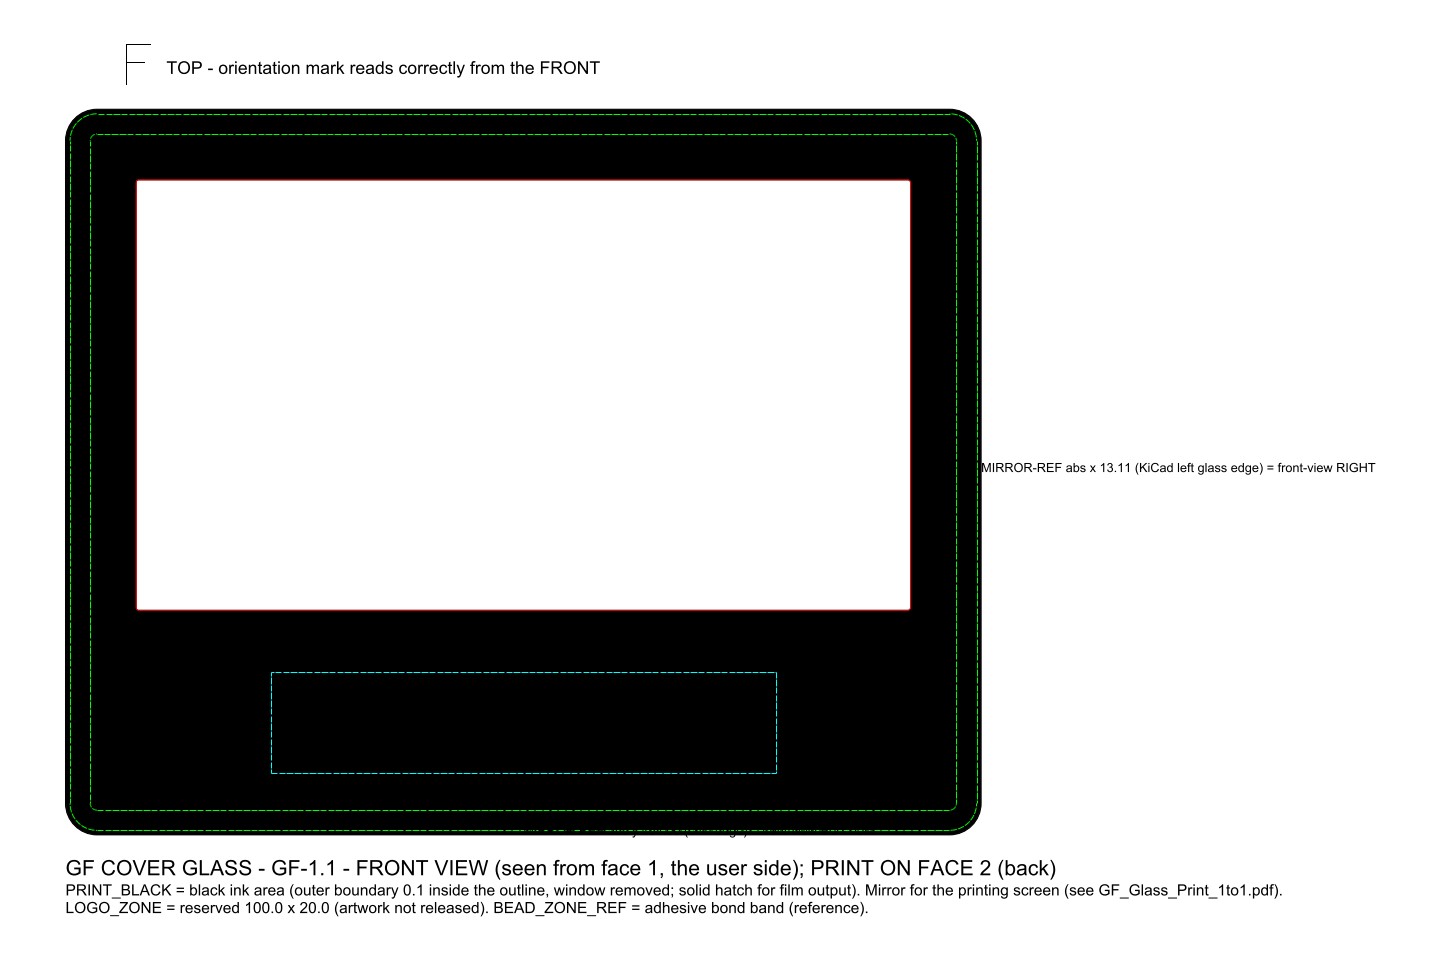 F
TOP - orientation mark reads correctly from the FRONT
MIRROR-REF abs x 13.11 (KiCad left glass edge) = front-view RIGHT
GF COVER GLASS - GF-1.1 - FRONT VIEW (seen from face 1, the user side); PRINT ON FACE 2 (back)
PRINT_BLACK = black ink area (outer boundary 0.1 inside the outline, window removed; solid hatch for film output). Mirror for the printing screen (see GF_Glass_Print_1to1.pdf).
LOGO_ZONE = reserved 100.0 x 20.0 (artwork not released). BEAD_ZONE_REF = adhesive bond band (reference).